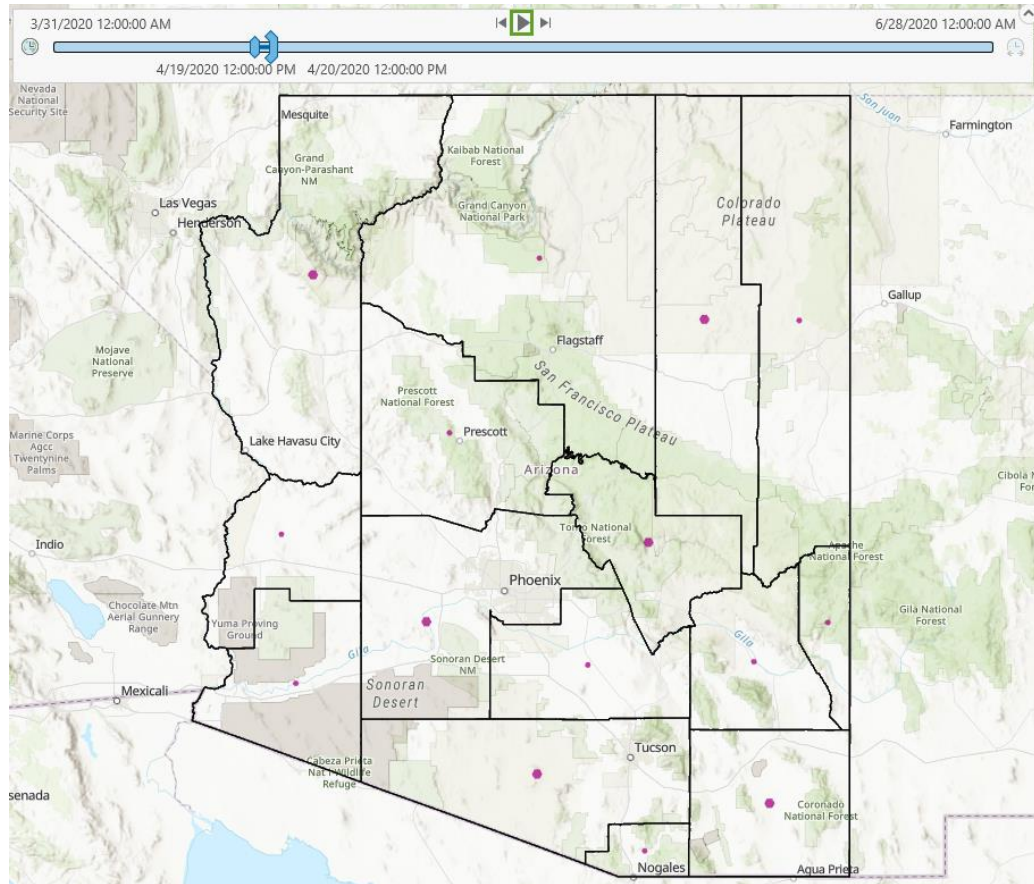 3/31/2020 12:00:00 AM
6/28/2020 12:00:00 AM
4/19/2020 12:00:00 PM
4/20/2020 12:00:00 PM
Nevada
National
Security Site
Mesquite
San Juan
Farmington
Kaibab National
Forest
Grand
Canyon-Parashant
NM
Las Vegas
Henderson
Grand Canyon
National Park
Colorado
Plateau
Gallup
Mojave
National
Preserve
Flagstaff
San Francisco Plateau
Prescott
National Forest
Prescott
Marine Corps
Agcc
Twentynine
Palms
Lake Havasu City
Arizona
Cibola N
For
Indio
Tonto National
Forest
Apache
National Forest
Phoenix
Chocolate Mtn
Aerial Gunnery
Range
Yuma Proving
Ground
Gila National
Forest
Gila
Gila
Sonoran Desert
NM
Sonoran
Desert
Mexicali
Tucson
Cabeza Prieta
Nat'l Wildlife
Refuge
senada
Coronado
National Forest
Nogales
Agua Prieta